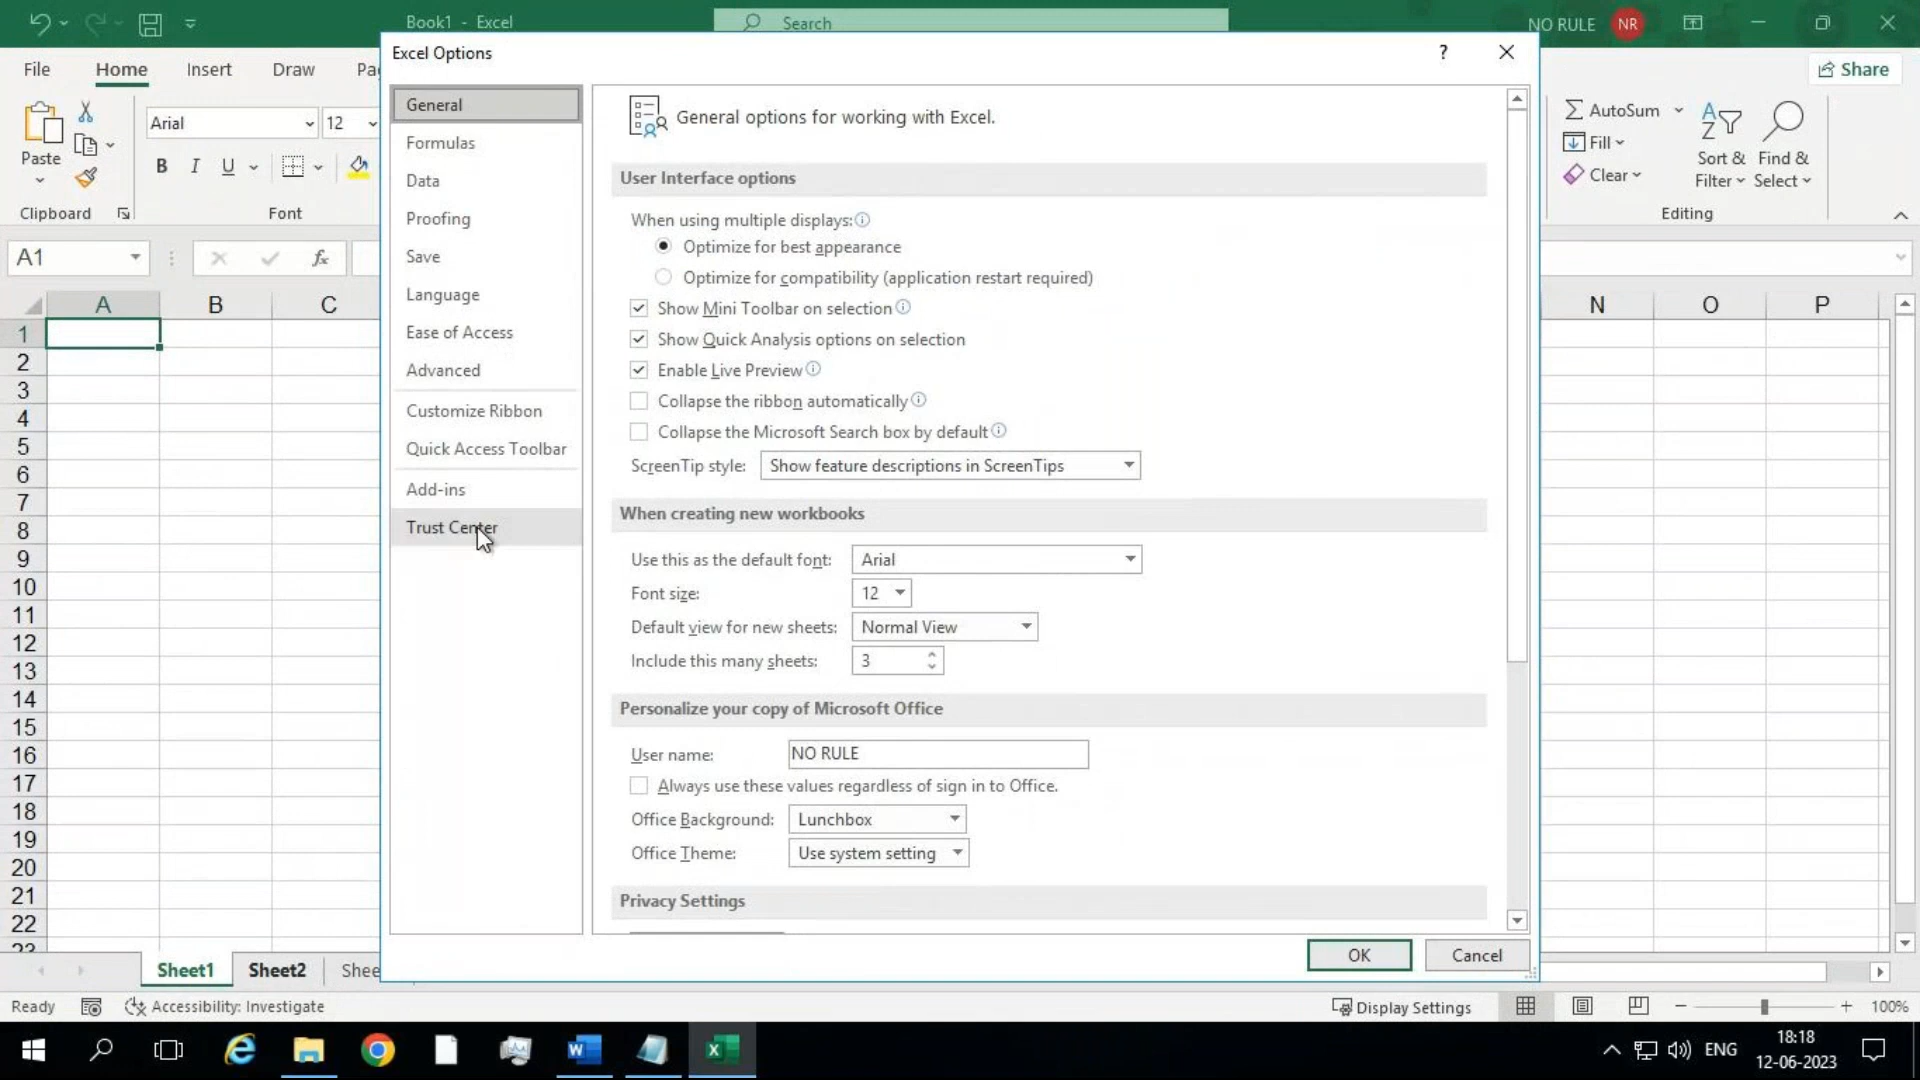 Book1 - Excel
Search
NO RULE
NR
File
Home
Insert
Draw
Share
Arial
12
Paste
B
I
U
Clipboard
Font
AutoSum
Fill
Clear
Sort &
Filter
Find &
Select
Editing
A1
fx
A
B
C
N
O
P
1
2
3
4
5
6
7
8
9
10
11
12
13
14
15
16
17
18
19
20
21
22
Excel Options
?
General
Formulas
Data
Proofing
Save
Language
Ease of Access
Advanced
Customize Ribbon
Quick Access Toolbar
Add-ins
Trust Center
General options for working with Excel.
User Interface options
When using multiple displays:
Optimize for best appearance
Optimize for compatibility (application restart required)
Show Mini Toolbar on selection
Show Quick Analysis options on selection
Enable Live Preview
Collapse the ribbon automatically
Collapse the Microsoft Search box by default
ScreenTip style: Show feature descriptions in ScreenTips
When creating new workbooks
Use this as the default font: Arial
Font size: 12
Default view for new sheets: Normal View
Include this many sheets: 3
Personalize your copy of Microsoft Office
User name: NO RULE
Always use these values regardless of sign in to Office.
Office Background: Lunchbox
Office Theme: Use system setting
Privacy Settings
OK
Cancel
Sheet1
Sheet2
Shee
Ready
Accessibility: Investigate
Display Settings
100%
ENG
18:18
12-06-2023